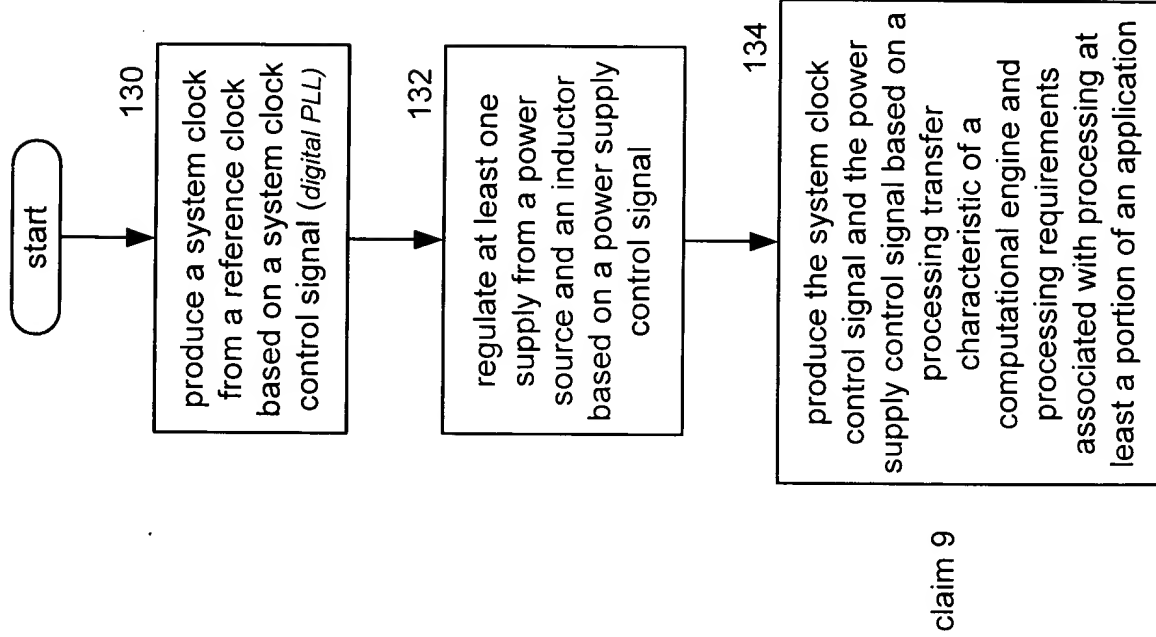 start
130
produce a system clock
from a reference clock
based on a system clock
control signal (digital PLL)
132
regulate at least one
supply from a power
source and an inductor
based on a power supply
control signal
134
produce the system clock
control signal and the power
supply control signal based on a
processing transfer
characteristic of a
computational engine and
processing requirements
associated with processing at
least a portion of an application
claim 9